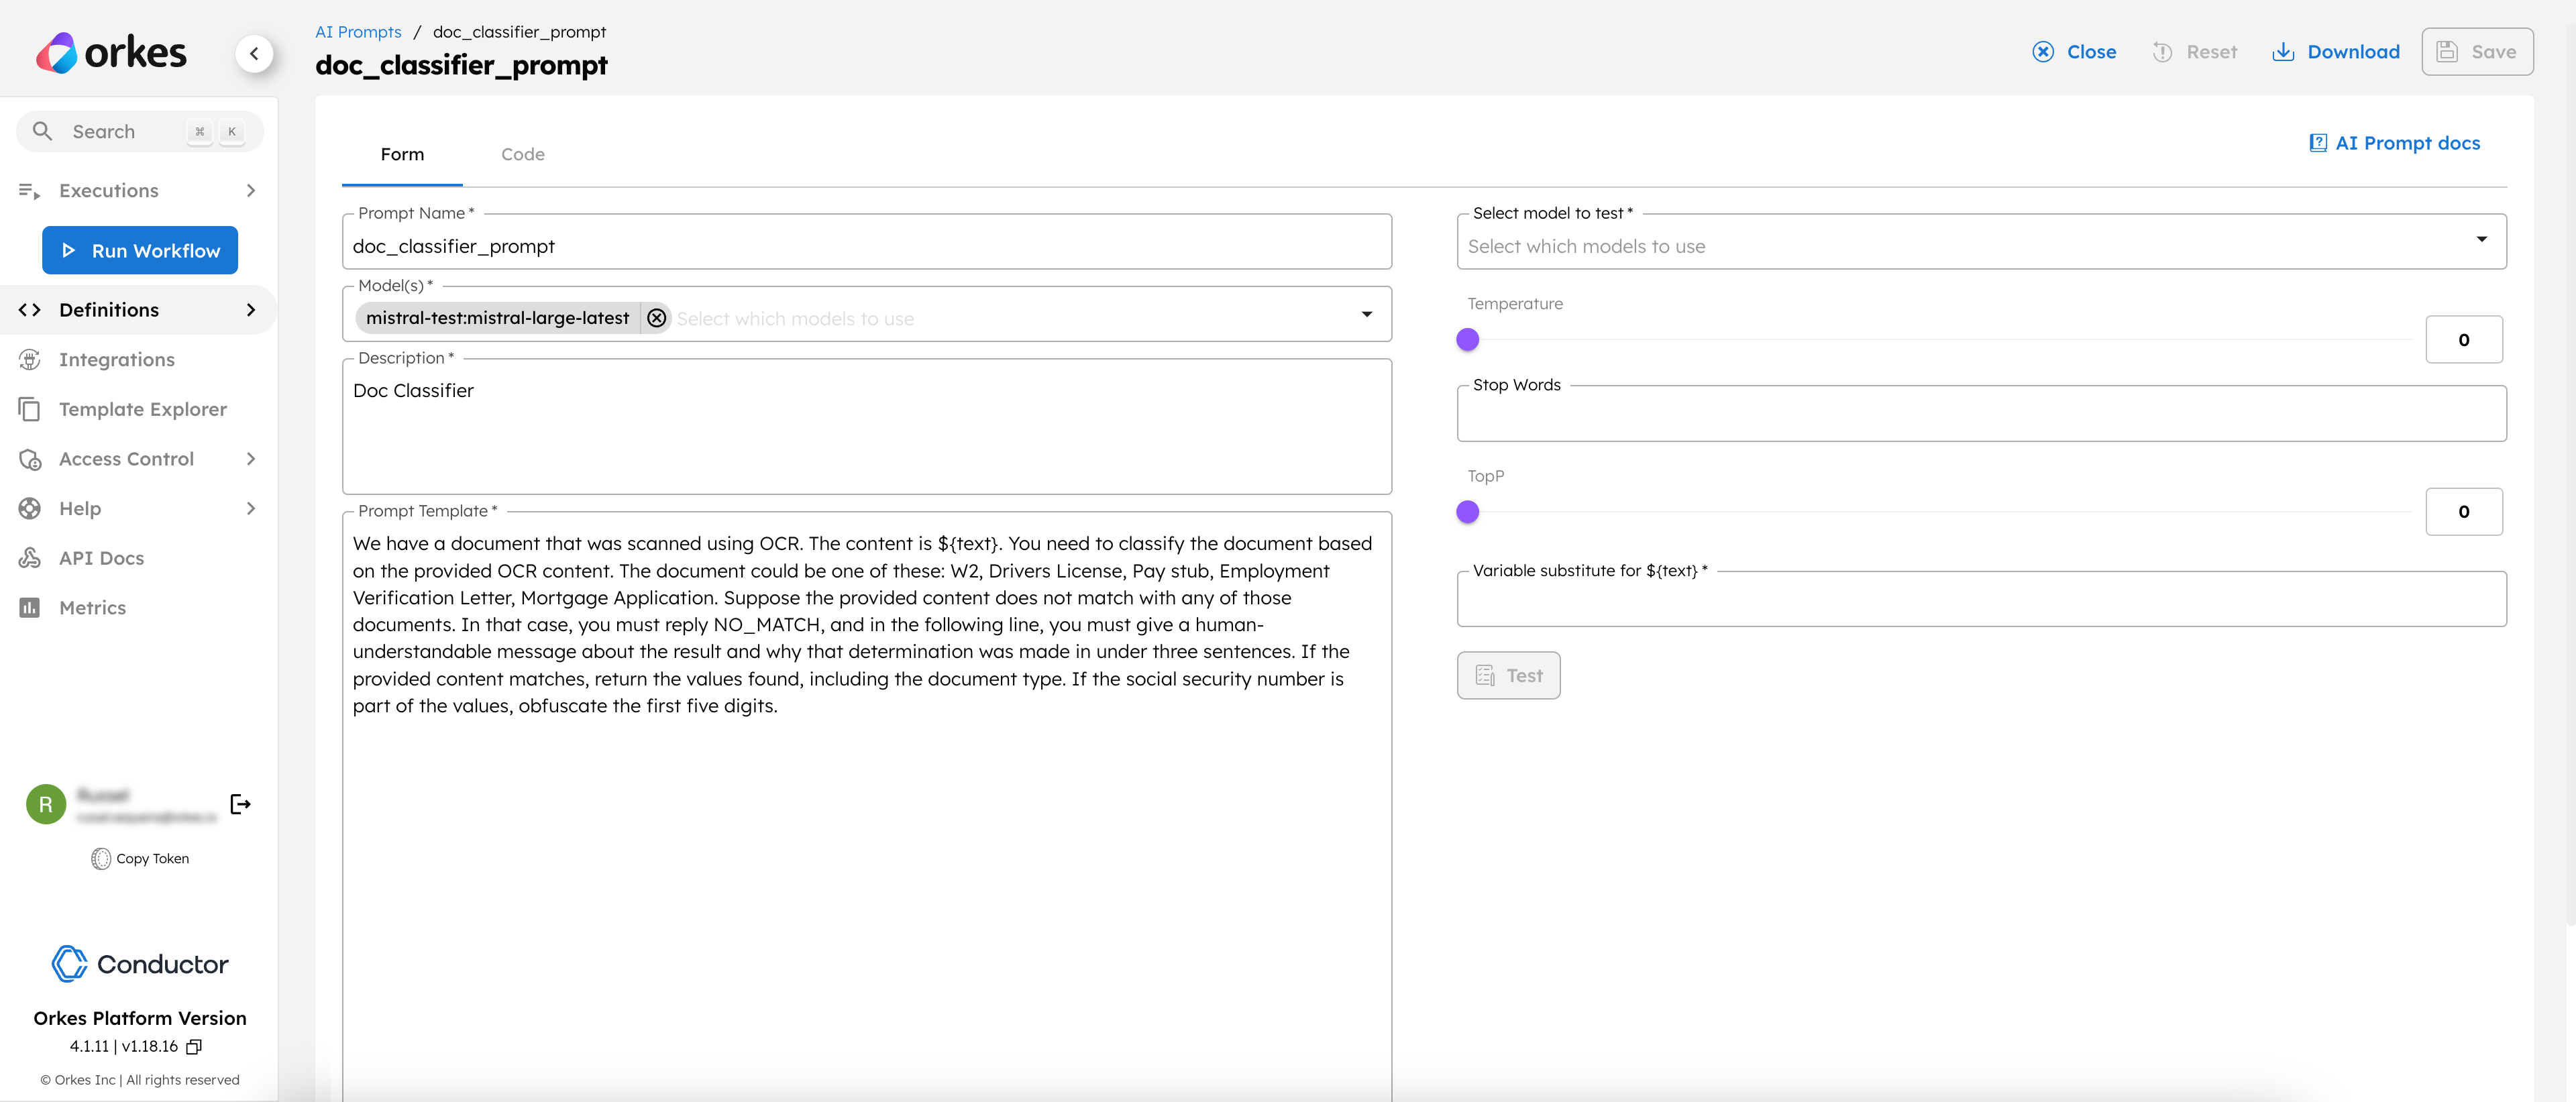 orkes
AI Prompts / doc_classifier_prompt
doc_classifier_prompt
Close
Reset
Download
Save
Search
⌘ K
Executions
Run Workflow
Definitions
Integrations
Template Explorer
Access Control
Help
API Docs
Metrics
R
Copy Token
Conductor
Orkes Platform Version
4.1.11 | v1.18.16
© Orkes Inc | All rights reserved
Form
Code
AI Prompt docs
Prompt Name *
doc_classifier_prompt
Model(s) *
mistral-test:mistral-large-latest
Select which models to use
Description *
Doc Classifier
Prompt Template *
We have a document that was scanned using OCR. The content is ${text}. You need to classify the document based
on the provided OCR content. The document could be one of these: W2, Drivers License, Pay stub, Employment
Verification Letter, Mortgage Application. Suppose the provided content does not match with any of those
documents. In that case, you must reply NO_MATCH, and in the following line, you must give a human-
understandable message about the result and why that determination was made in under three sentences. If the
provided content matches, return the values found, including the document type. If the social security number is
part of the values, obfuscate the first five digits.
Select model to test *
Select which models to use
Temperature
0
Stop Words
TopP
0
Variable substitute for ${text} *
Test